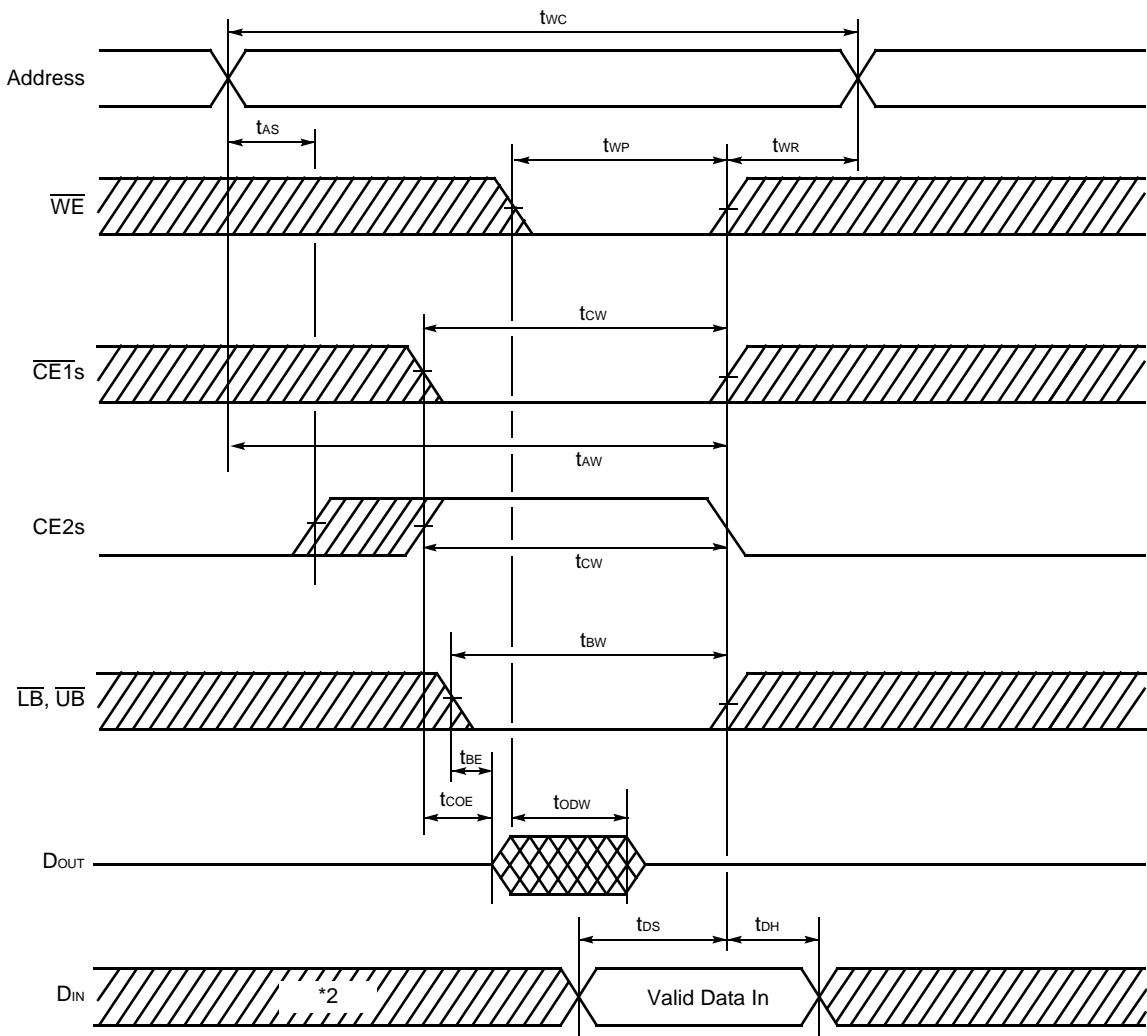 tWC
Address
tAS
tWP
tWR
WE
tCW
CE1s
tAW
CE2s
tCW
tBW
LB, UB
tBE
tCOE
tODW
DOUT
tDS
tDH
DIN
*2
Valid Data In